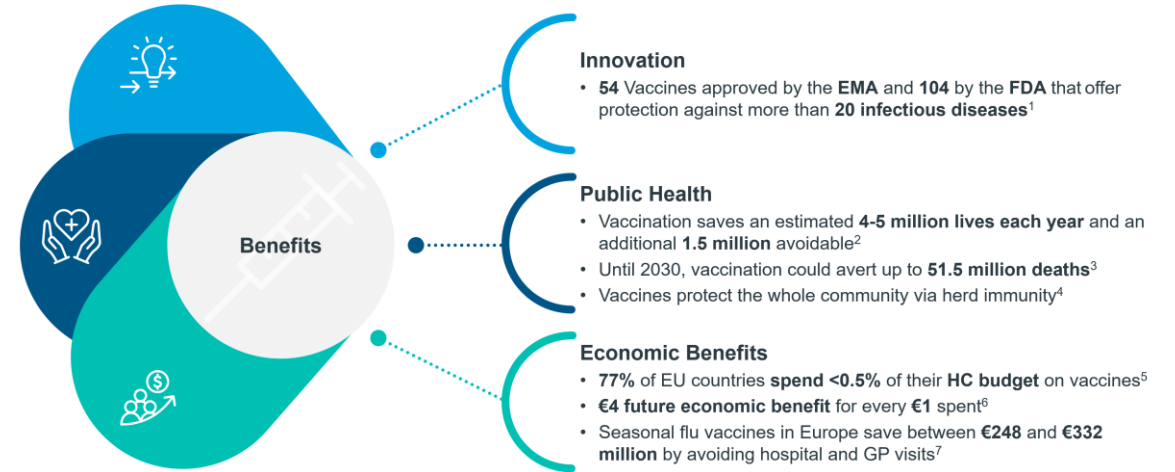 Benefits
Innovation
• 54 Vaccines approved by the EMA and 104 by the FDA that offer
protection against more than 20 infectious diseases¹
Public Health
• Vaccination saves an estimated 4-5 million lives each year and an
additional 1.5 million avoidable²
• Until 2030, vaccination could avert up to 51.5 million deaths³
• Vaccines protect the whole community via herd immunity⁴
Economic Benefits
• 77% of EU countries spend <0.5% of their HC budget on vaccines⁵
• €4 future economic benefit for every €1 spent⁶
• Seasonal flu vaccines in Europe save between €248 and €332
million by avoiding hospital and GP visits⁷
$